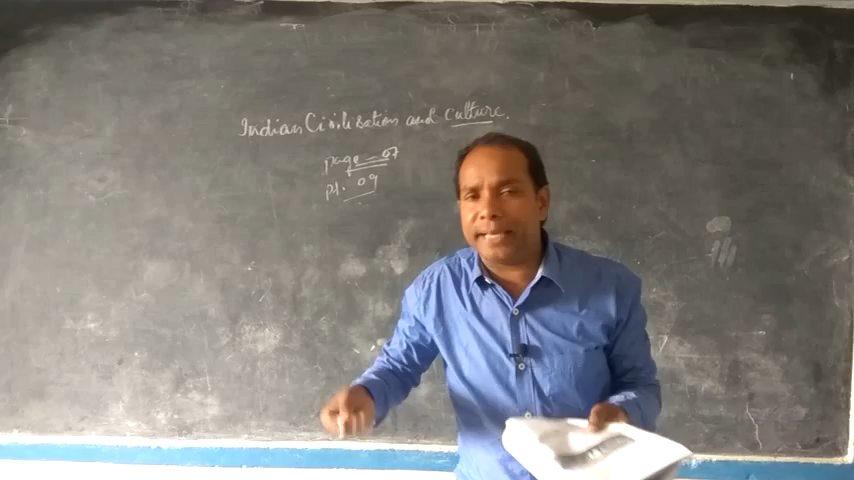 Indian Civilisation and culture.
page - 07
pt. 09